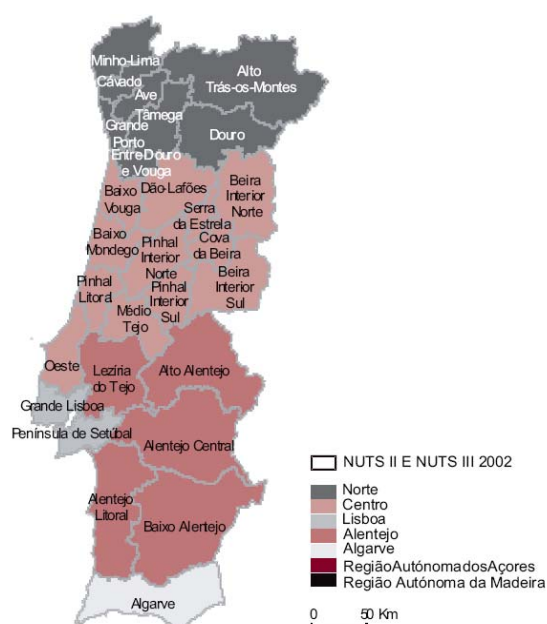 Minho-Lima
Alto
Trás-os-Montes
Cávado
Ave
Tâmega
Grande
Porto
Douro
Entre-Douro
e Vouga
Baixo
Vouga
Dão-Lafões
Beira
Interior
Norte
Serra
da Estrela
Baixo
Mondego
Cova
da Beira
Pinhal
Interior
Norte
Beira
Interior
Sul
Pinhal
Litoral
Pinhal
Interior
Sul
Médio
Tejo
Oeste
Lezíria
do Tejo
Alto Alentejo
Grande Lisboa
Península de Setúbal
Alentejo Central
Alentejo
Litoral
Baixo Alentejo
Algarve
NUTS II E NUTS III 2002
Norte
Centro
Lisboa
Alentejo
Algarve
RegiãoAutónomadosAçores
Região Autónoma da Madeira
0 50 Km